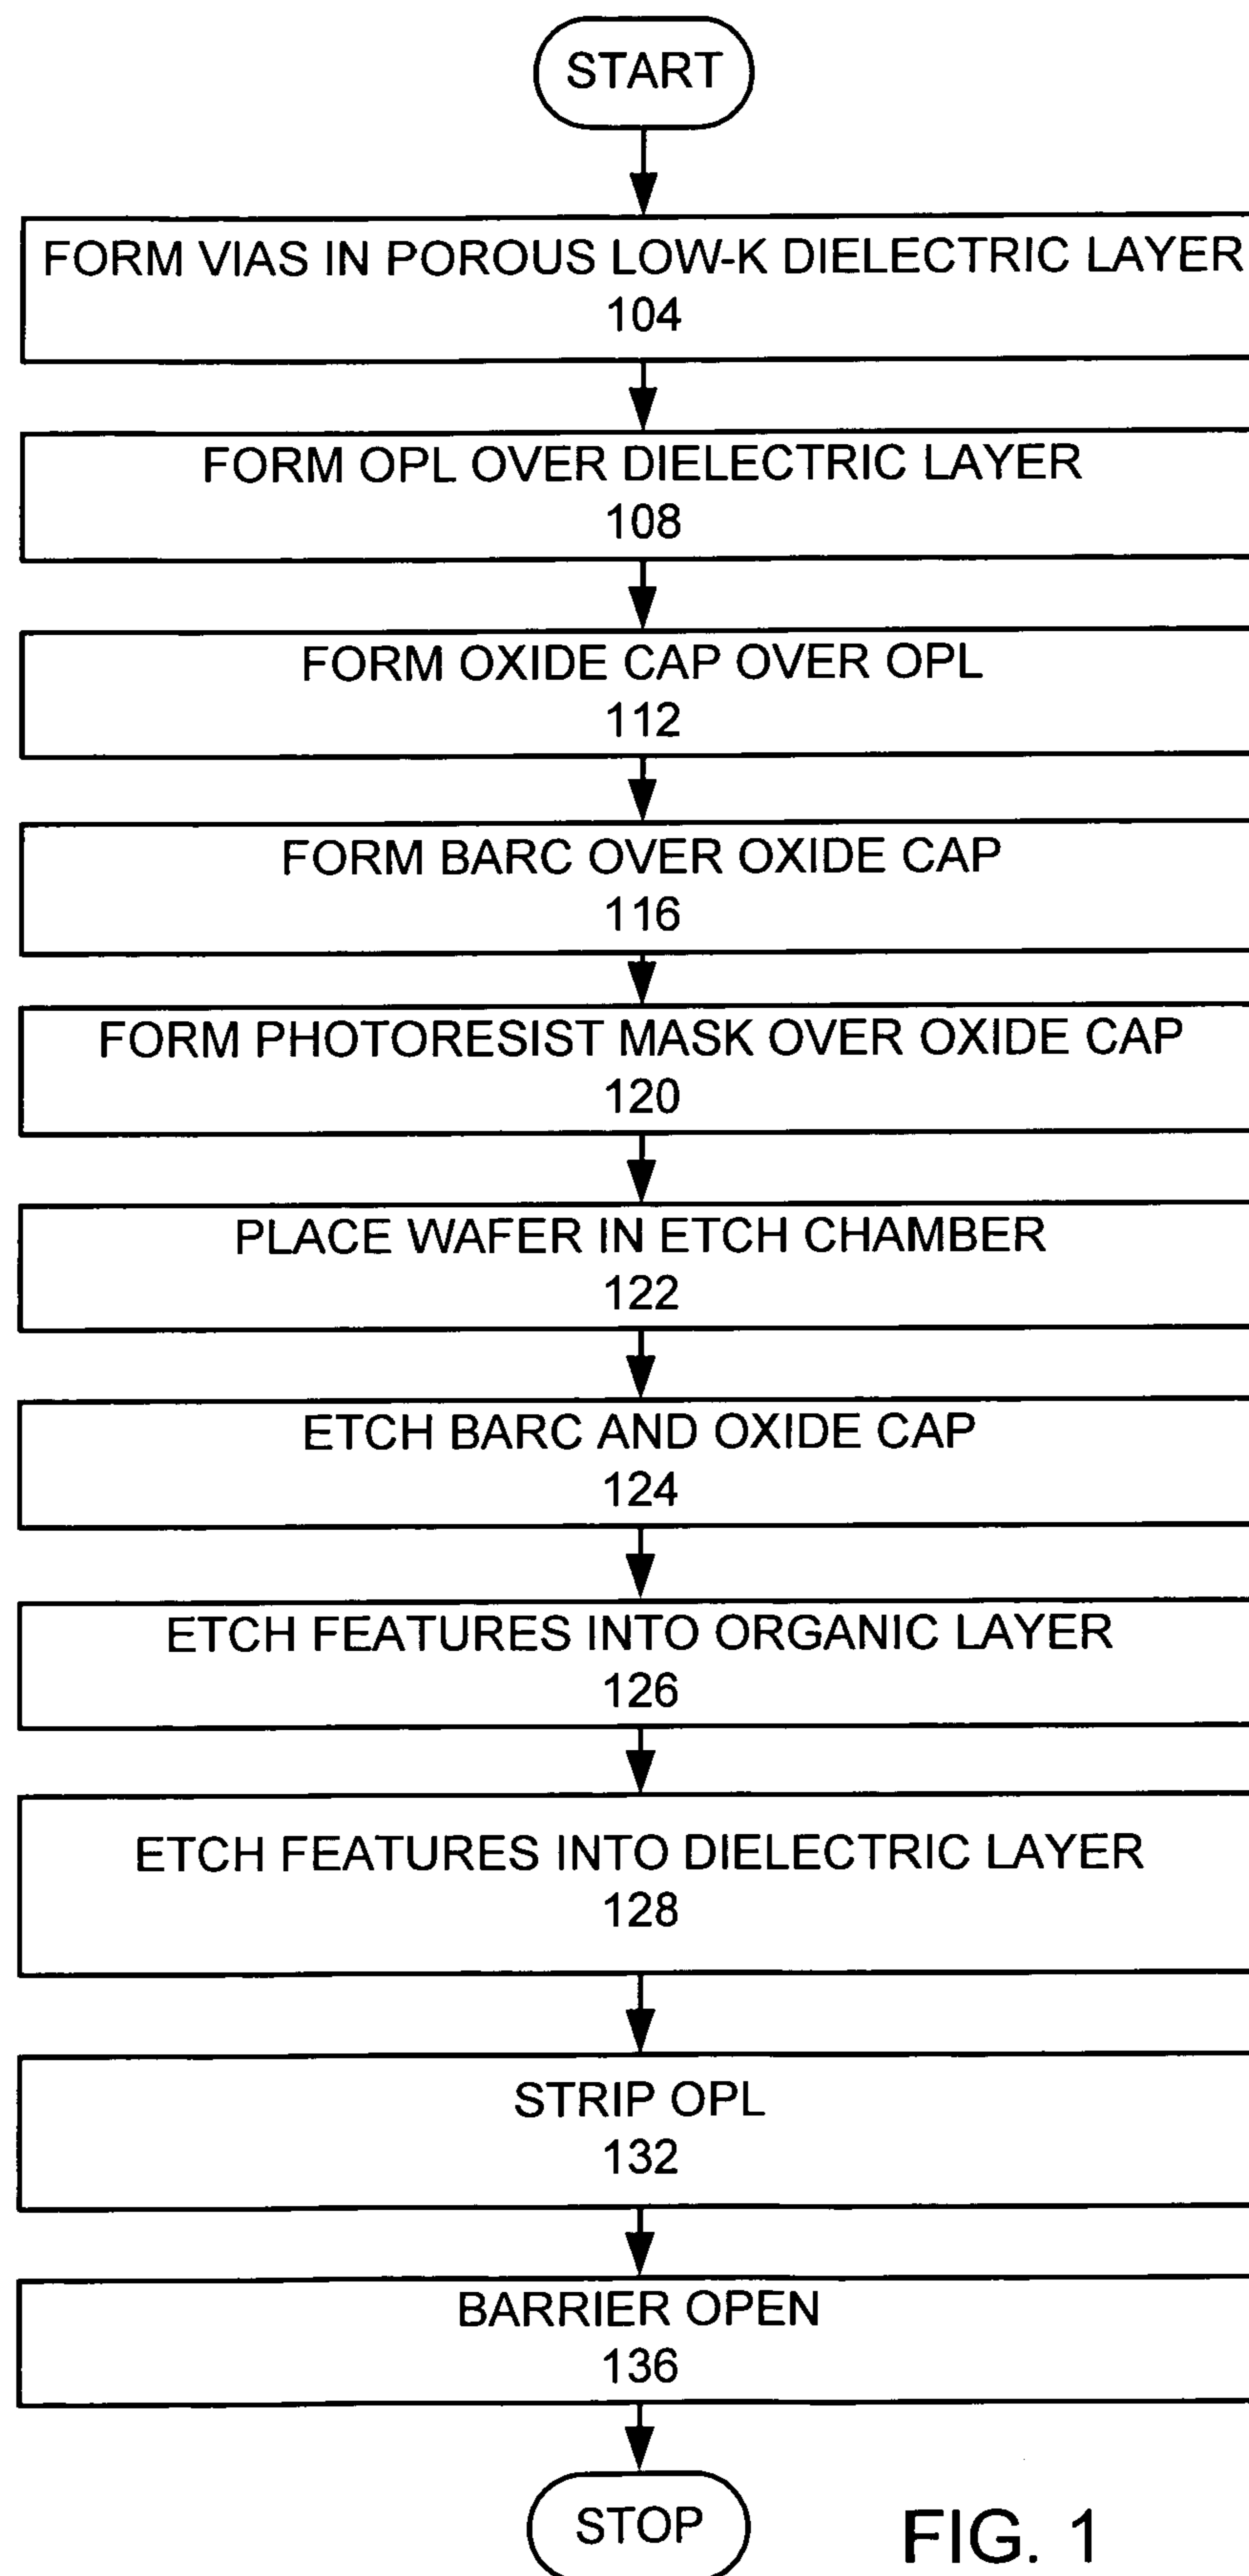 START
FORM VIAS IN POROUS LOW-K DIELECTRIC LAYER
104
FORM OPL OVER DIELECTRIC LAYER
108
FORM OXIDE CAP OVER OPL
112
FORM BARC OVER OXIDE CAP
116
FORM PHOTORESIST MASK OVER OXIDE CAP
120
PLACE WAFER IN ETCH CHAMBER
122
ETCH BARC AND OXIDE CAP
124
ETCH FEATURES INTO ORGANIC LAYER
126
ETCH FEATURES INTO DIELECTRIC LAYER
128
STRIP OPL
132
BARRIER OPEN
136
STOP
FIG. 1